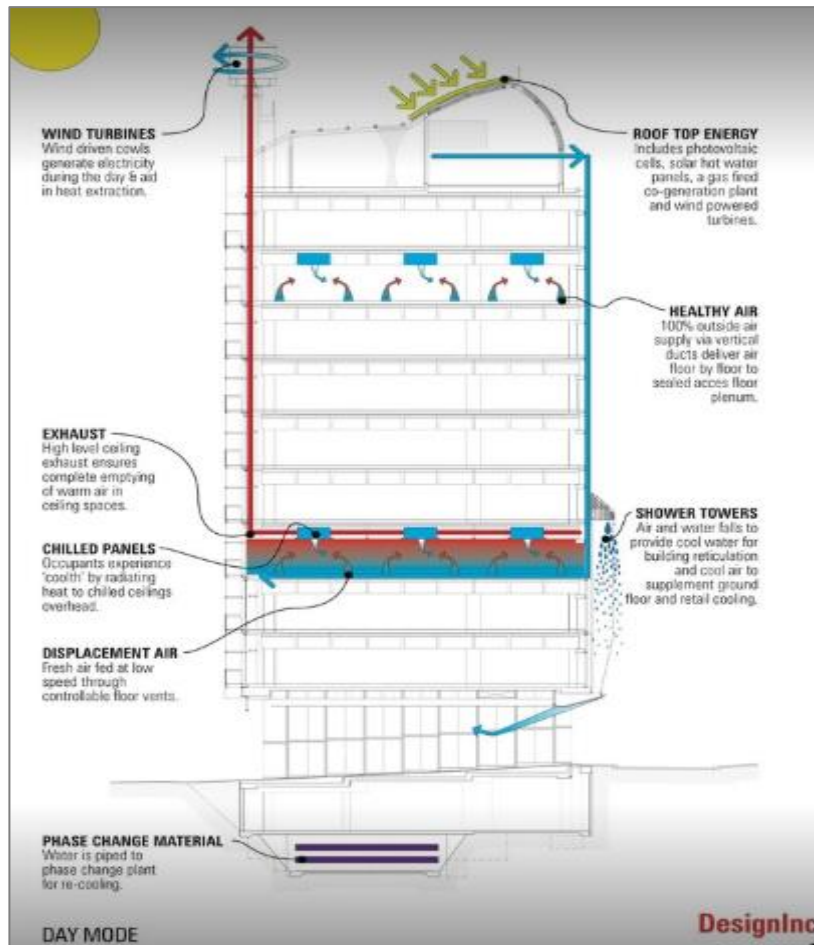 WIND TURBINES
Wind driven cowls
generate electricity
during the day & aid
in heat extraction.
ROOF TOP ENERGY
Includes photovoltaic
cells, solar hot water
panels, a gas fired
co-generation plant
and wind powered
turbines.
HEALTHY AIR
100% outside air
supply via vertical
ducts deliver air
floor by floor to
sealed acces floor
plenum.
EXHAUST
High level ceiling
exhaust ensures
complete emptying
of warm air in
ceiling spaces.
CHILLED PANELS
Occupants experience
'coolth' by radiating
heat to chilled ceilings
overhead.
DISPLACEMENT AIR
Fresh air fed at low
speed through
controllable floor vents.
SHOWER TOWERS
Air and water falls to
provide cool water for
building reticulation
and cool air to
supplement ground
floor and retail cooling.
PHASE CHANGE MATERIAL
Water is piped to
phase change plant
for re-cooling.
DAY MODE
DesignInc